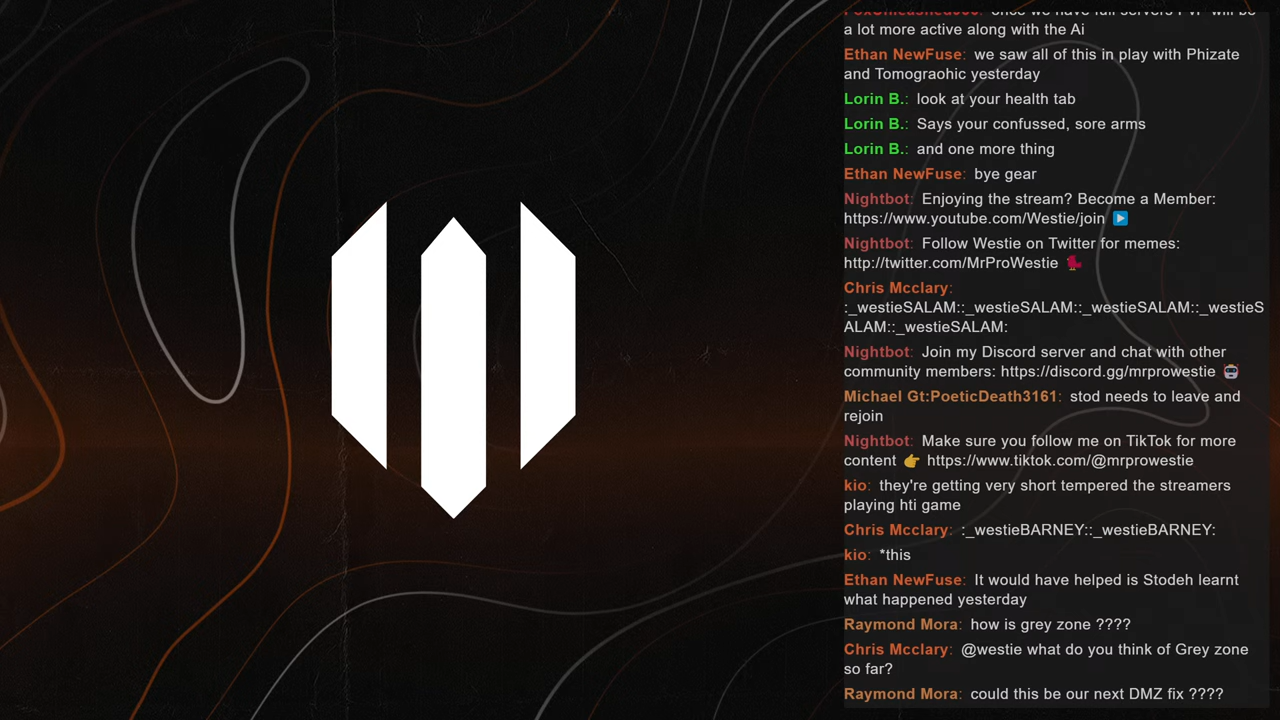 FoxUnleashed000: once we have full servers PvP will be
a lot more active along with the Ai
Ethan NewFuse: we saw all of this in play with Phizate
and Tomograohic yesterday
Lorin B.: look at your health tab
Lorin B.: Says your confussed, sore arms
Lorin B.: and one more thing
Ethan NewFuse: bye gear
Nightbot: Enjoying the stream? Become a Member:
https://www.youtube.com/Westie/join ▶️
Nightbot: Follow Westie on Twitter for memes:
http://twitter.com/MrProWestie
Chris Mcclary:
:_westieSALAM::_westieSALAM::_westieSALAM::_westieS
ALAM::_westieSALAM:
Nightbot: Join my Discord server and chat with other
community members: https://discord.gg/mrprowestie 🤖
Michael Gt:PoeticDeath3161: stod needs to leave and
rejoin
Nightbot: Make sure you follow me on TikTok for more
content 👉 https://www.tiktok.com/@mrprowestie
kio: they're getting very short tempered the streamers
playing hti game
Chris Mcclary: :_westieBARNEY::_westieBARNEY:
kio: *this
Ethan NewFuse: It would have helped is Stodeh learnt
what happened yesterday
Raymond Mora: how is grey zone ????
Chris Mcclary: @westie what do you think of Grey zone
so far?
Raymond Mora: could this be our next DMZ fix ????